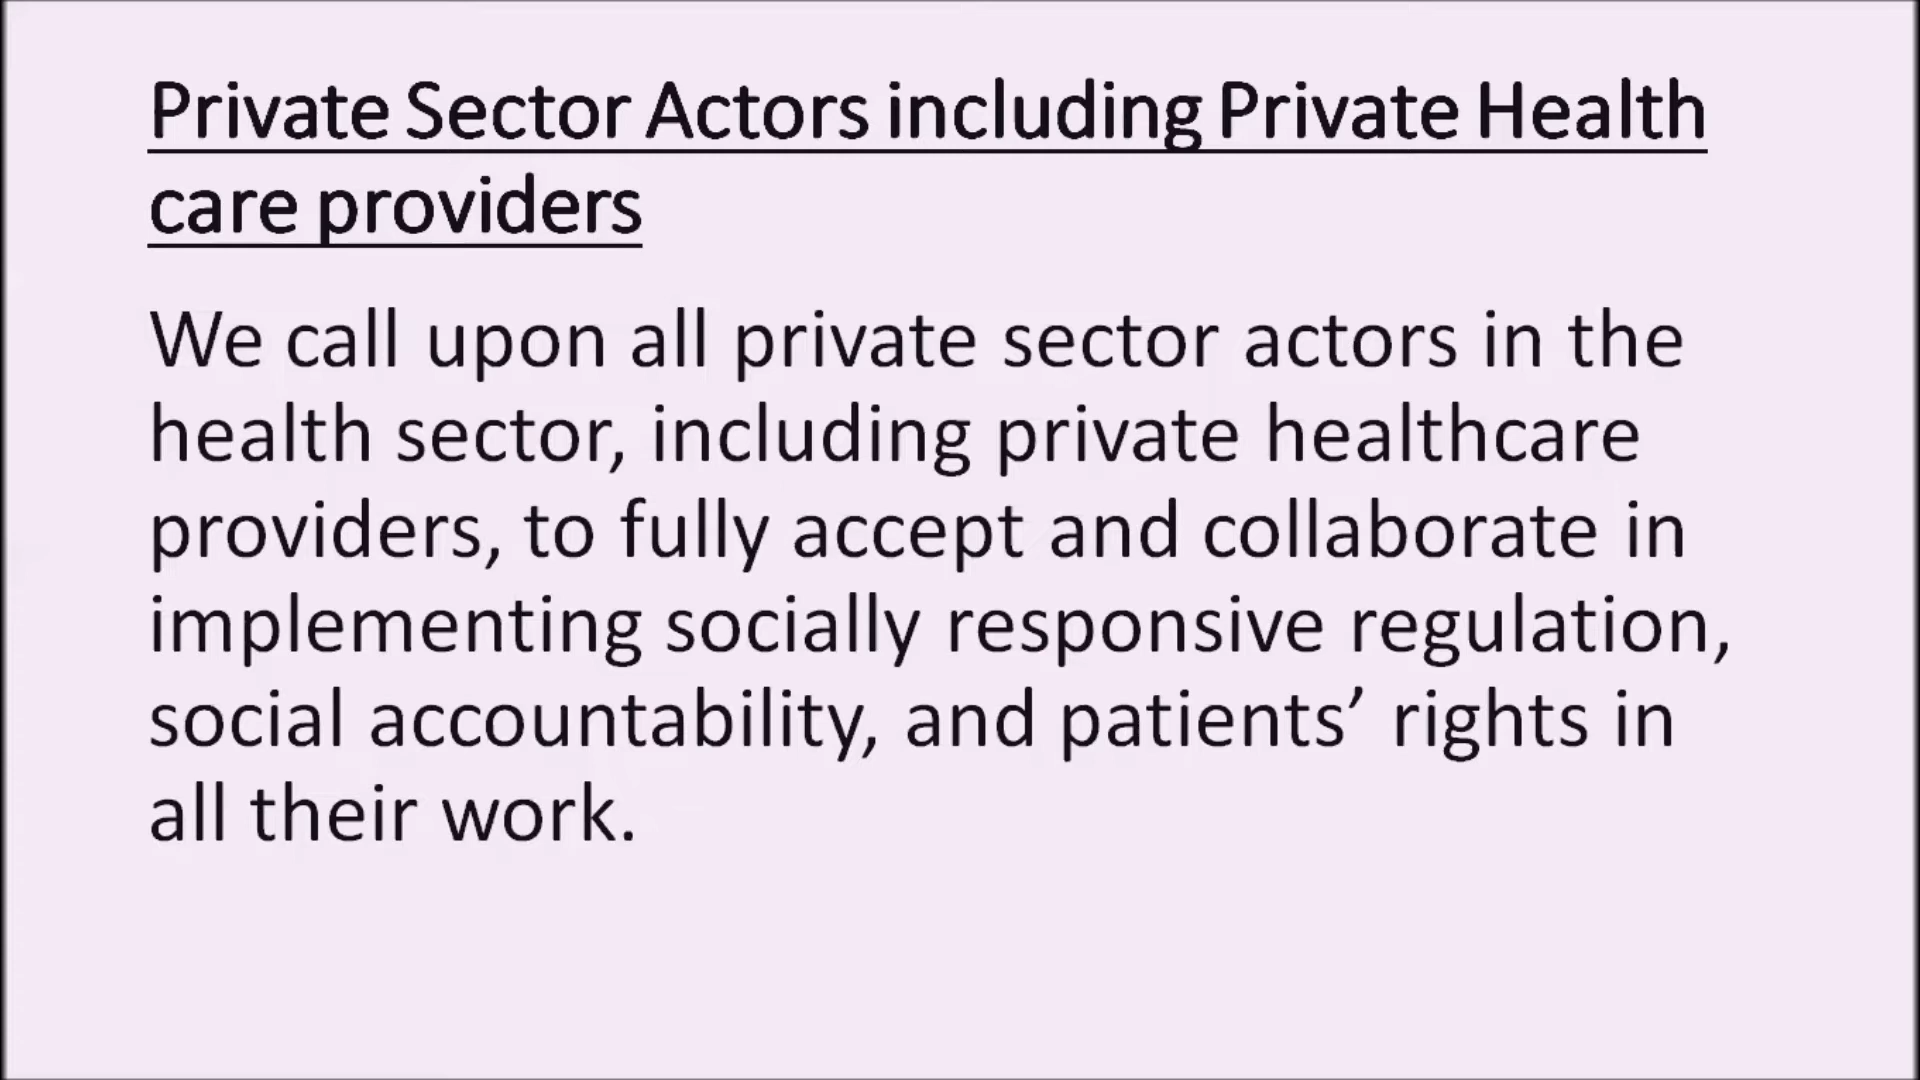 Private Sector Actors including Private Health
care providers
We call upon all private sector actors in the
health sector, including private healthcare
providers, to fully accept and collaborate in
implementing socially responsive regulation,
social accountability, and patients’ rights in
all their work.